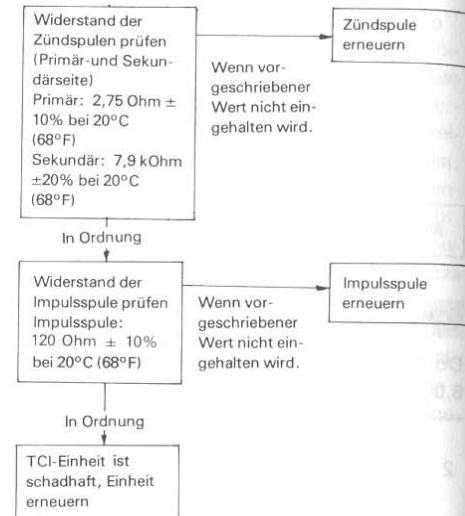 Widerstand der
Zündspulen prüfen
(Primär-und Sekun-
därseite)
Primär: 2,75 Ohm ±
10% bei 20°C
(68°F)
Sekundär: 7,9 kOhm
±20% bei 20°C
(68°F)
Wenn vor-
geschriebener
Wert nicht ein-
gehalten wird.
Zündspule
erneuern
In Ordnung
Widerstand der
Impulsspule prüfen
Impulsspule:
120 Ohm ± 10%
bei 20°C (68°F)
Wenn vor-
geschriebener
Wert nicht ein-
gehalten wird.
Impulsspule
erneuern
In Ordnung
TCI-Einheit ist
schadhaft, Einheit
erneuern